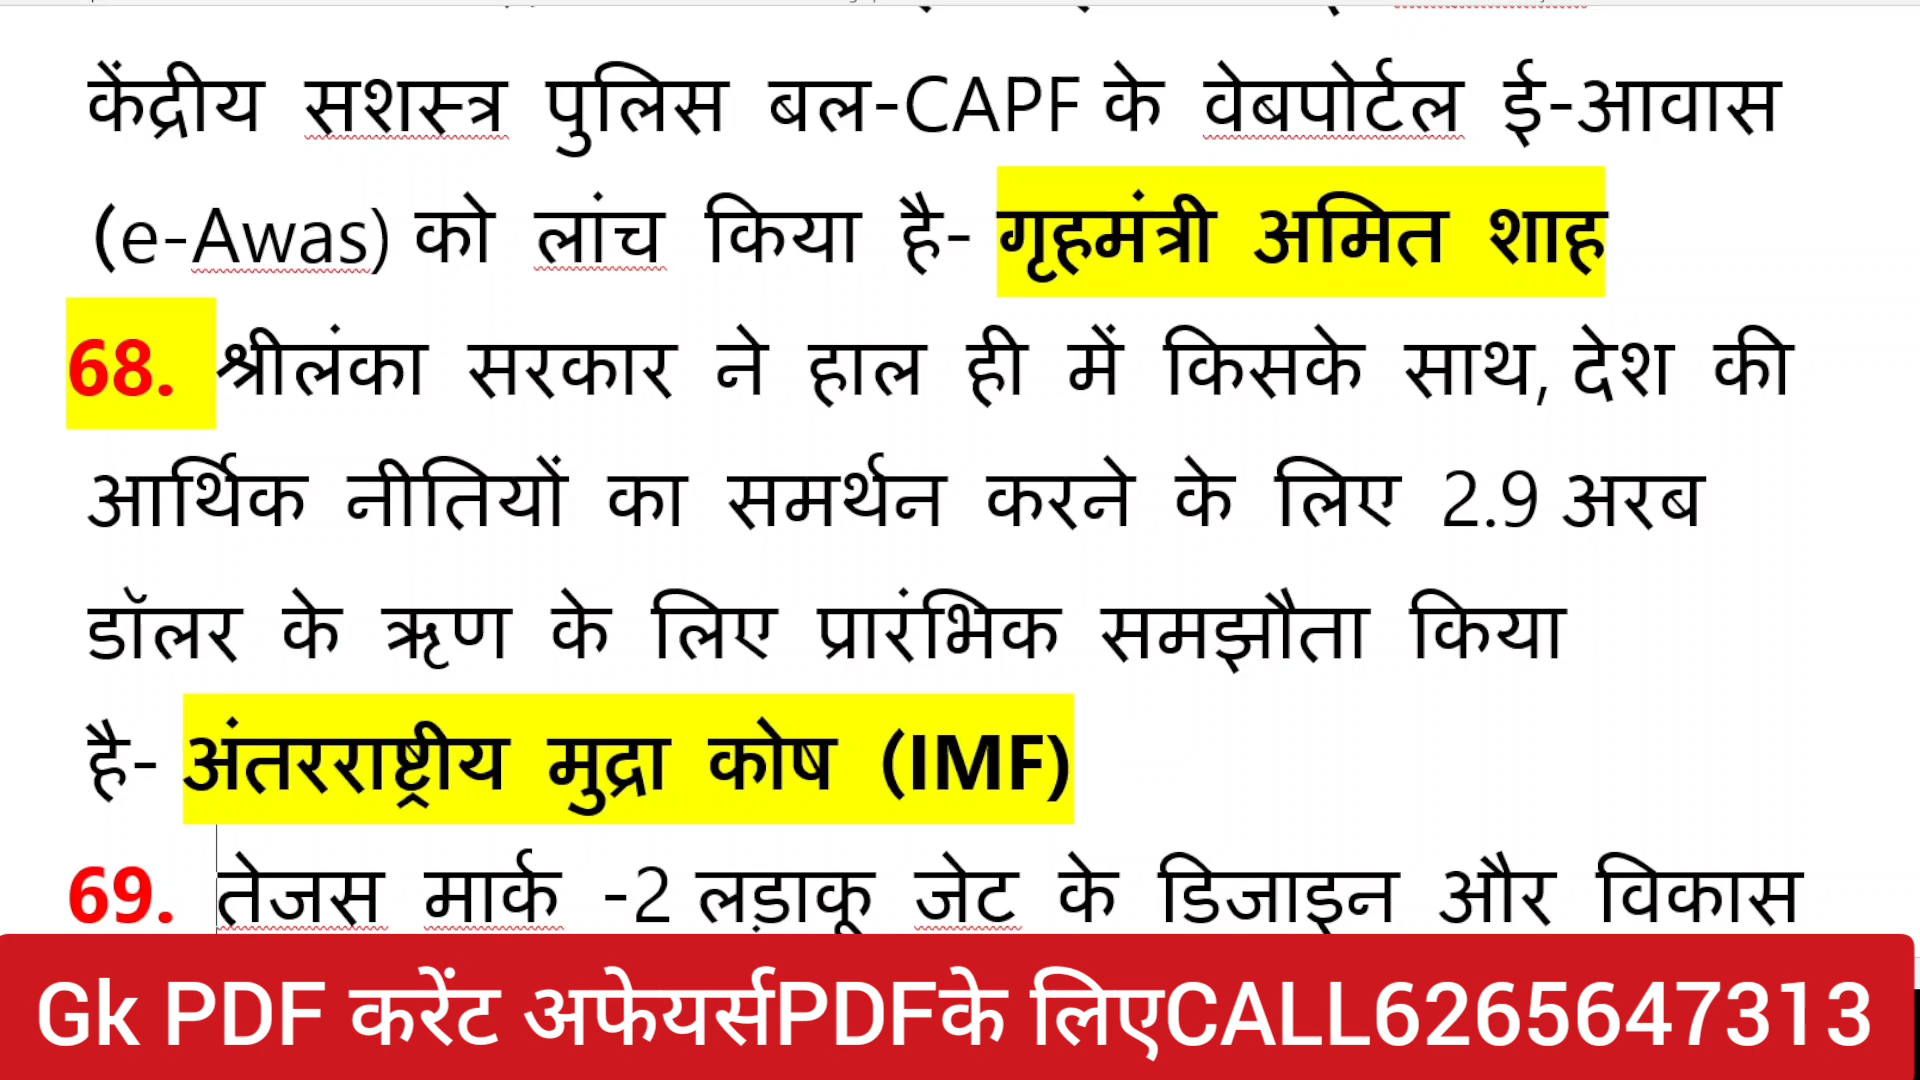 केंद्रीय सशस्त्र पुलिस बल-CAPF के वेबपोर्टल ई-आवास
(e-Awas) को लांच किया है- गृहमंत्री अमित शाह
68. श्रीलंका सरकार ने हाल ही में किसके साथ, देश की
आर्थिक नीतियों का समर्थन करने के लिए 2.9 अरब
डॉलर के ऋण के लिए प्रारंभिक समझौता किया
है- अंतरराष्ट्रीय मुद्रा कोष (IMF)
69. तेजस मार्क -2 लड़ाकू जेट के डिजाइन और विकास
Gk PDF करेंट अफेयर्सPDFके लिएCALL6265647313